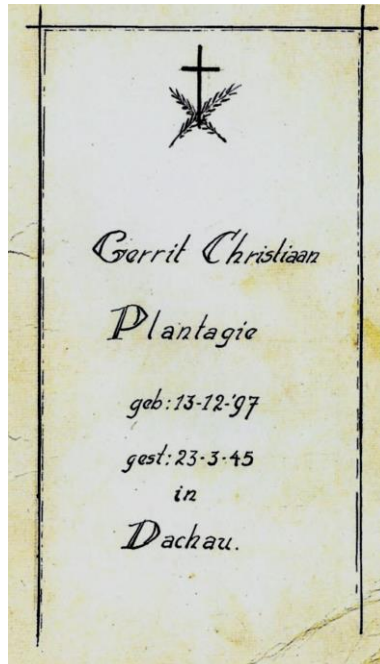 Gerrit Christiaan
Plantagie
geb: 13-12-'97
gest: 23-3-45
in
Dachau.